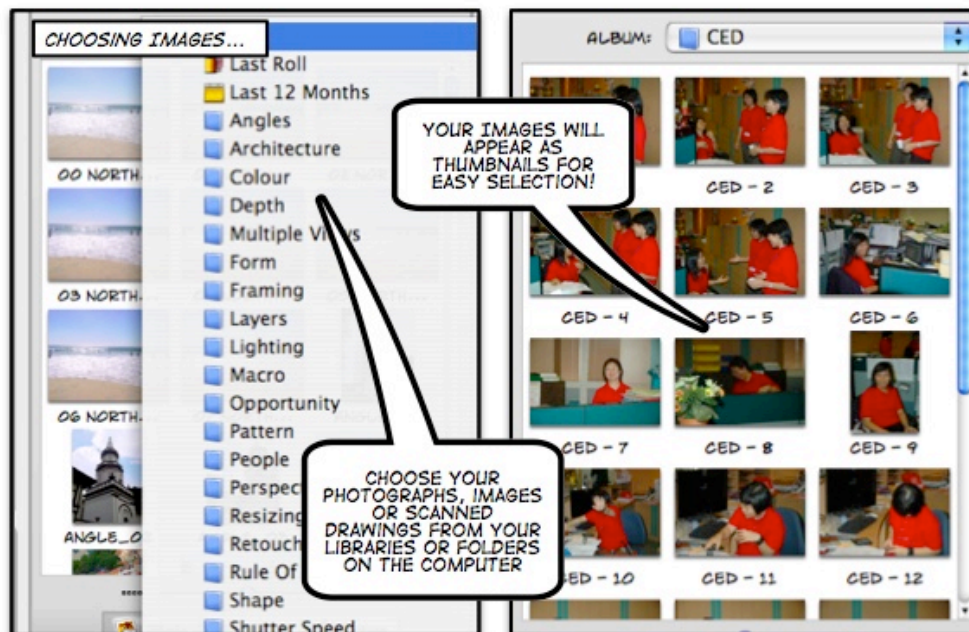 CHOOSING IMAGES...
Last Roll
Last 12 Months
Angles
Architecture
Colour
Depth
Multiple Views
Form
Framing
Layers
Lighting
Macro
Opportunity
Pattern
People
Perspec
Resizing
Retouch
Rule Of
Shape
Shutter Speed
00 NORTH...
03 NORTH...
06 NORTH...
ANGLE_0
CHOOSE YOUR
PHOTOGRAPHS, IMAGES
OR SCANNED
DRAWINGS FROM YOUR
LIBRARIES OR FOLDERS
ON THE COMPUTER
ALBUM: CED
YOUR IMAGES WILL
APPEAR AS
THUMBNAILS FOR
EASY SELECTION!
CED - 2 CED - 3
CED - 4 CED - 5 CED - 6
CED - 7 CED - 8 CED - 9
CED - 10 CED - 11 CED - 12